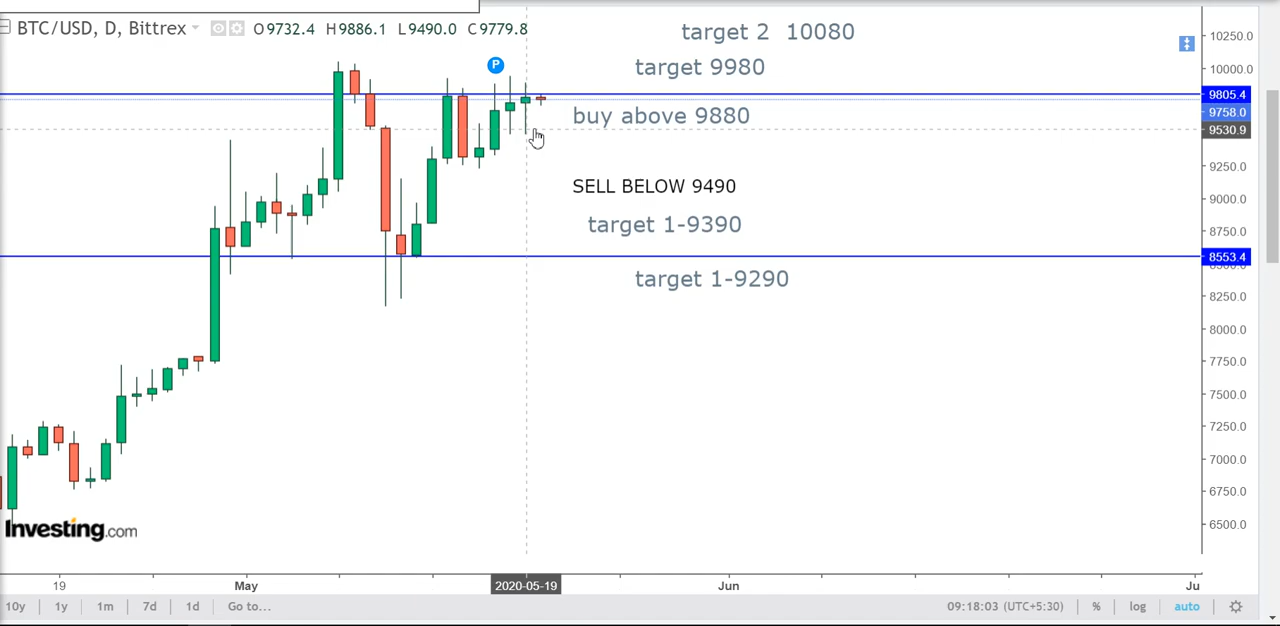 BTC/USD, D, Bittrex O9732.4 H9886.1 L9490.0 C9779.8
P
target 2 10080
target 9980
buy above 9880
SELL BELOW 9490
target 1-9390
target 1-9290
10250.0
10000.0
9805.4
9758.0
9530.9
9250.0
9000.0
8750.0
8553.4
8250.0
8000.0
7750.0
7500.0
7250.0
7000.0
6750.0
6500.0
Investing.com
19 May 2020-05-19 Jun Ju
10y 1y 1m 7d 1d Go to... 09:18:03 (UTC+5:30) % log auto